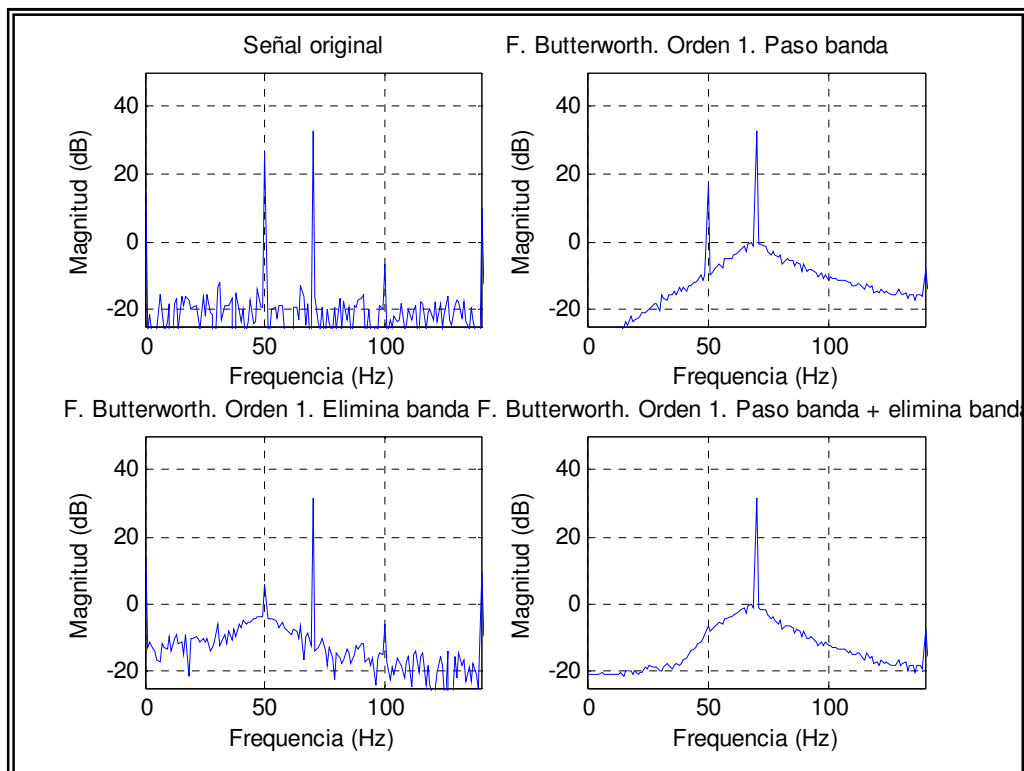 Señal original
F. Butterworth. Orden 1. Paso banda
40
20
0
-20
Magnitud (dB)
0 50 100
Frequencia (Hz)
40
20
0
-20
Magnitud (dB)
0 50 100
Frequencia (Hz)
F. Butterworth. Orden 1. Elimina banda
F. Butterworth. Orden 1. Paso banda + elimina banda
40
20
0
-20
Magnitud (dB)
0 50 100
Frequencia (Hz)
40
20
0
-20
Magnitud (dB)
0 50 100
Frequencia (Hz)